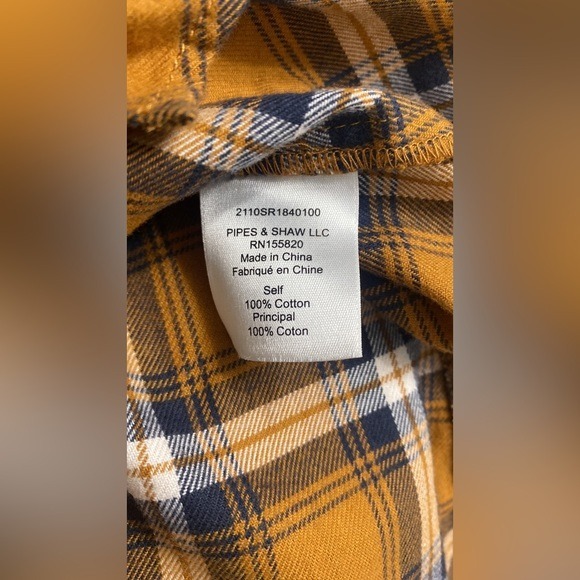 2110SR1840100
PIPES & SHAW LLC
RN155820
Made in China
Fabriqué en Chine
Self
100% Cotton
Principal
100% Coton